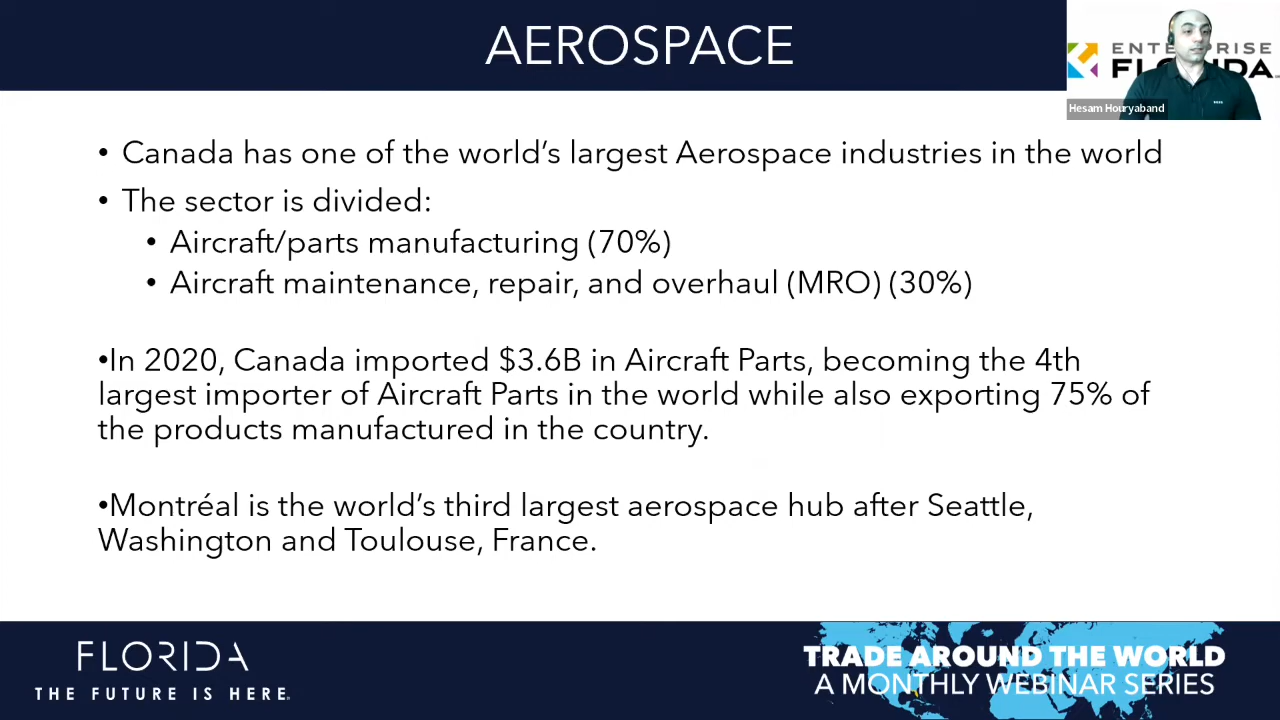 AEROSPACE
ENTERPRISE
FLORIDA
Hesam Houryaband
• Canada has one of the world's largest Aerospace industries in the world
• The sector is divided:
• Aircraft/parts manufacturing (70%)
• Aircraft maintenance, repair, and overhaul (MRO) (30%)
•In 2020, Canada imported $3.6B in Aircraft Parts, becoming the 4th
largest importer of Aircraft Parts in the world while also exporting 75% of
the products manufactured in the country.
•Montréal is the world's third largest aerospace hub after Seattle,
Washington and Toulouse, France.
FLORIDA
THE FUTURE IS HERE.
TRADE AROUND THE WORLD
A MONTHLY WEBINAR SERIES